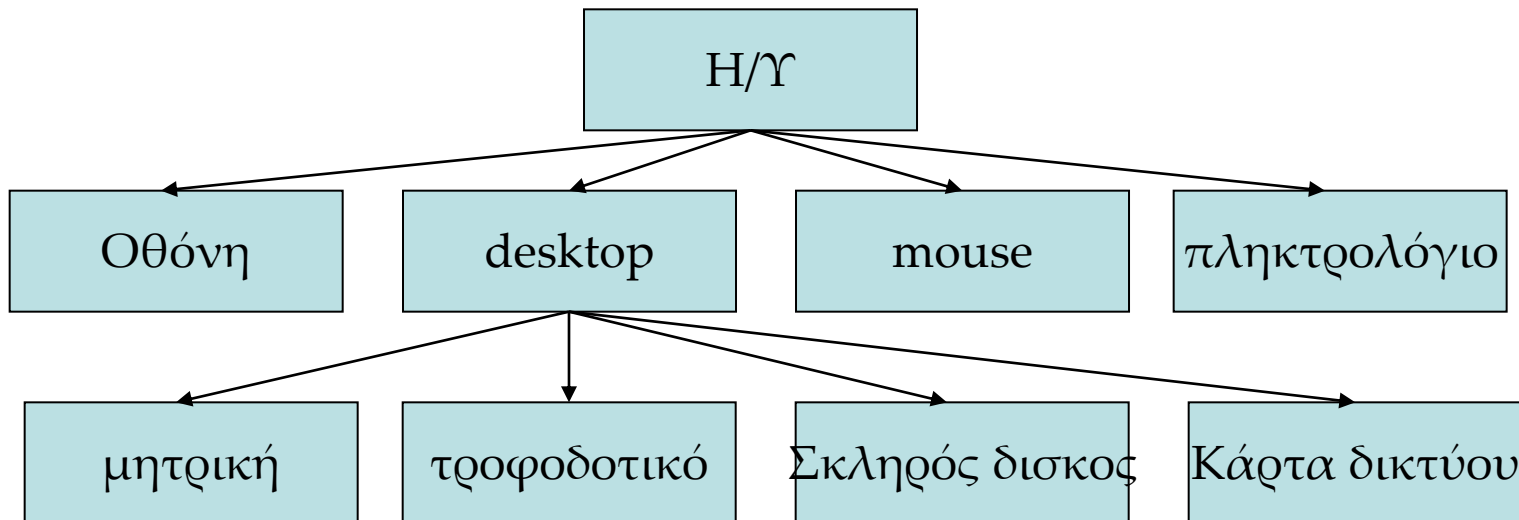 Η/Υ
Οθόνη
desktop
mouse
πληκτρολόγιο
μητρική
τροφοδοτικό
Σκληρός δισκος
Κάρτα δικτύου